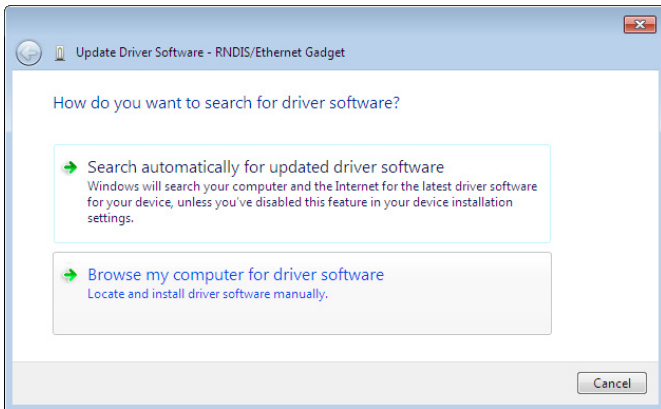 Update Driver Software - RNDIS/Ethernet Gadget
How do you want to search for driver software?
Search automatically for updated driver software
Windows will search your computer and the Internet for the latest driver software
for your device, unless you've disabled this feature in your device installation
settings.
Browse my computer for driver software
Locate and install driver software manually.
Cancel